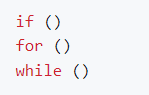 if ()
for ()
while ()